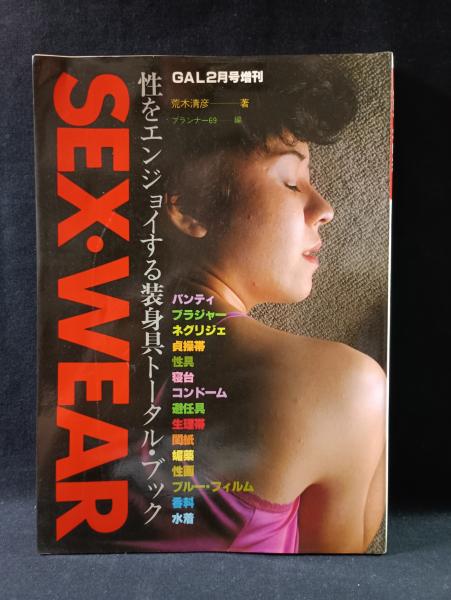 GAL2月号増刊
荒木清彦——著
プランナー69——編
SEX・WEAR
性をエンジョイする装身具トータル・ブック
パンティ
ブラジャー
ネグリジェ
貞操帯
性具
寝台
コンドーム
避任具
生理帯
閨紙
媚薬
性画
ブルー・フィルム
香料
水着